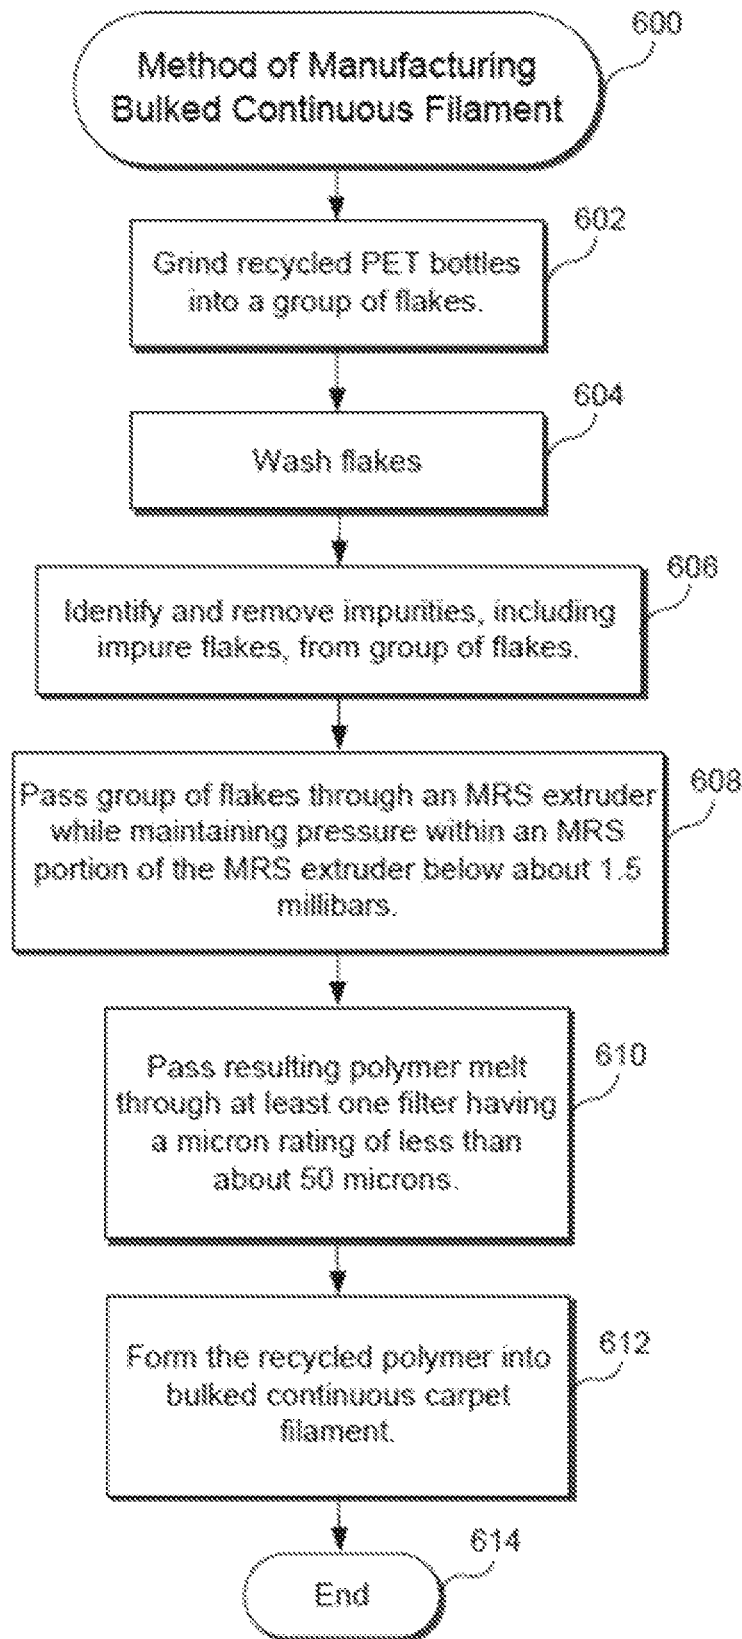 600
Method of Manufacturing
Bulked Continuous Filament
602
Grind recycled PET bottles
into a group of flakes.
604
Wash flakes
606
Identify and remove impurities, including
impure flakes, from group of flakes.
608
Pass group of flakes through an MRS extruder
while maintaining pressure within an MRS
portion of the MRS extruder below about 1.5
millibars.
610
Pass resulting polymer melt
through at least one filter having
a micron rating of less than
about 50 microns.
612
Form the recycled polymer into
bulked continuous carpet
filament.
614
End